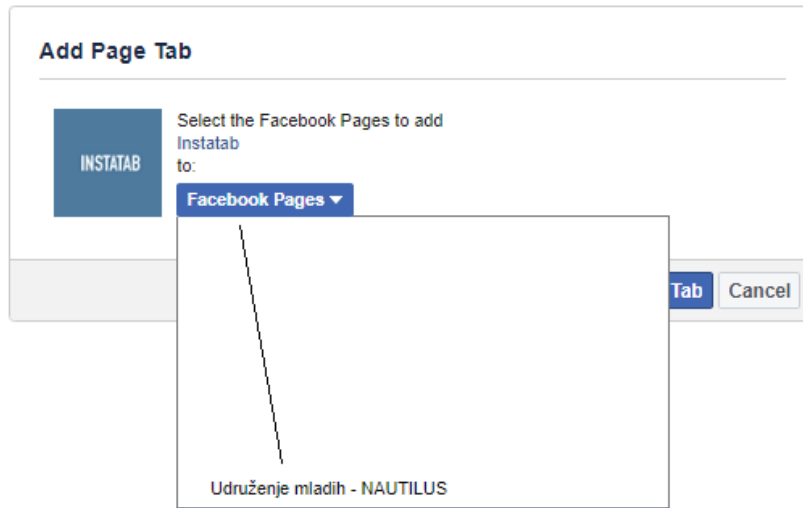 Add Page Tab
INSTATAB
Select the Facebook Pages to add
Instatab
to:
Facebook Pages
Tab Cancel
Udruženje mladih - NAUTILUS